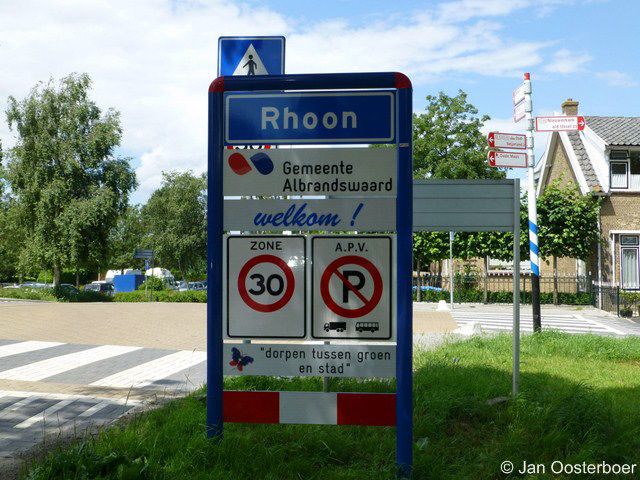 Rhoon
Gemeente
Albrandswaard
welkom!
ZONE
30
A.P.V.
P
"dorpen tussen groen
en stad"
© Jan Oosterboer